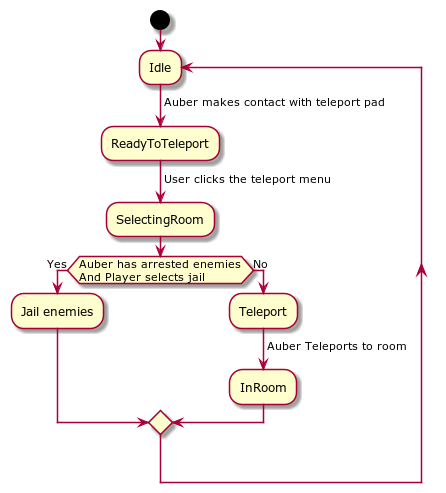 Idle
Auber makes contact with teleport pad
ReadyToTeleport
User clicks the teleport menu
SelectingRoom
Yes
Auber has arrested enemies
And Player selects jail
No
Jail enemies
Teleport
Auber Teleports to room
InRoom